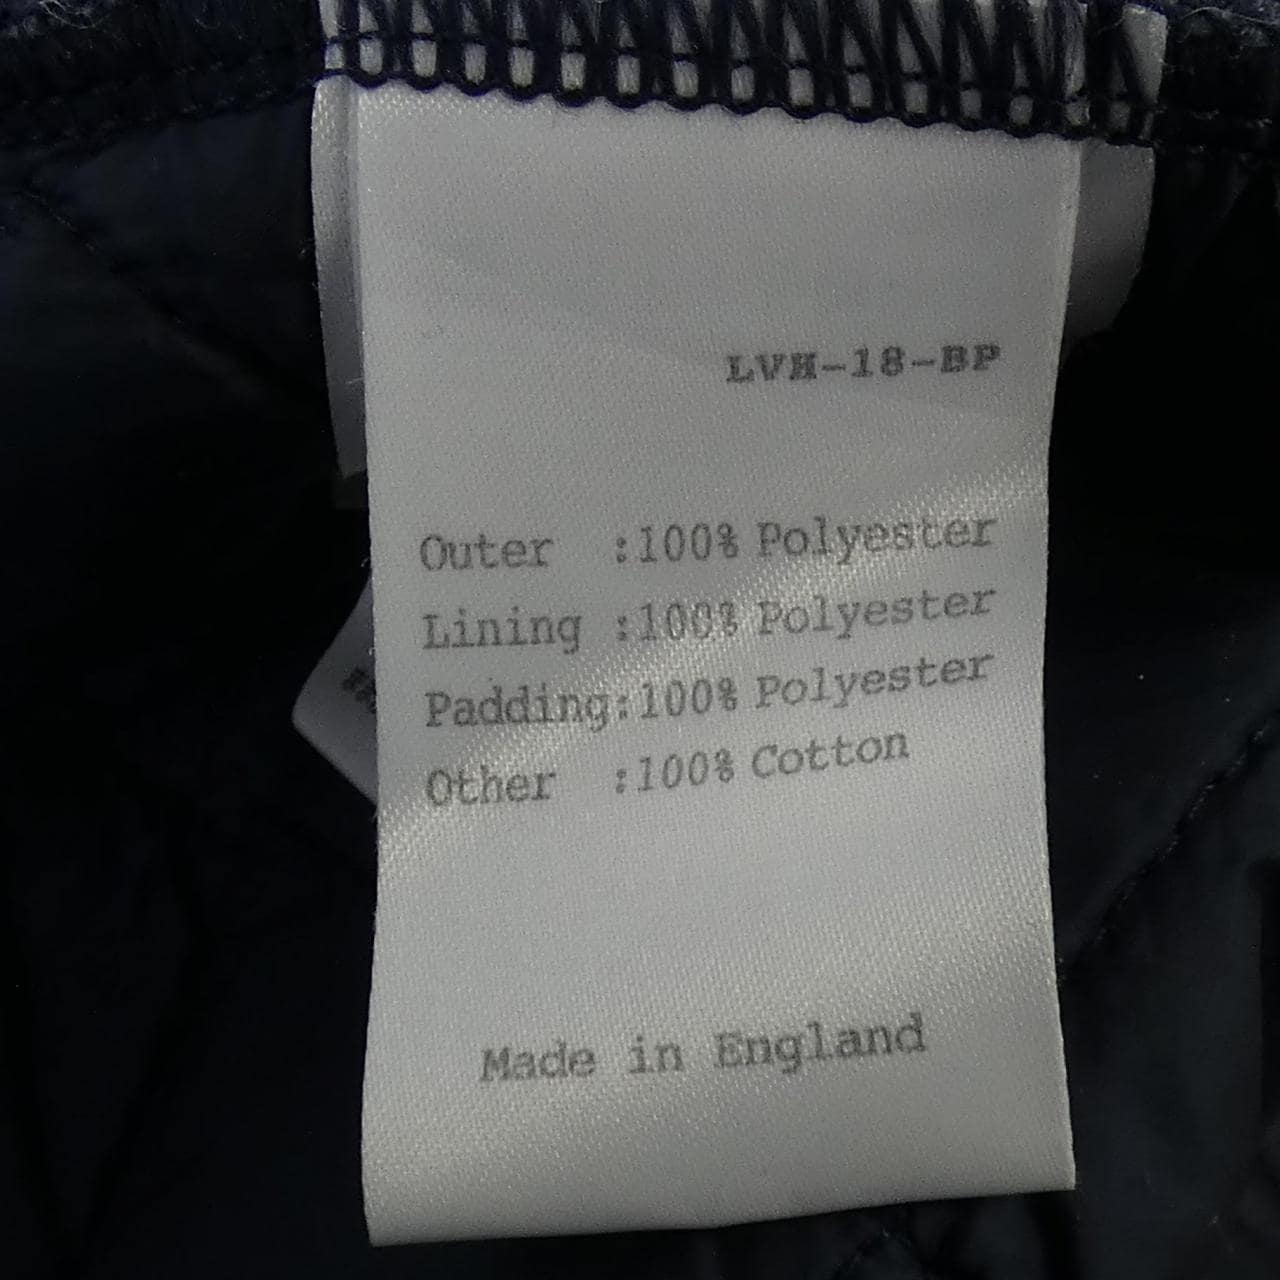 LVH-18-BP
Outer :100% Polyester
Lining :100% Polyester
Padding:100% Polyester
Other :100% Cotton
Made in England